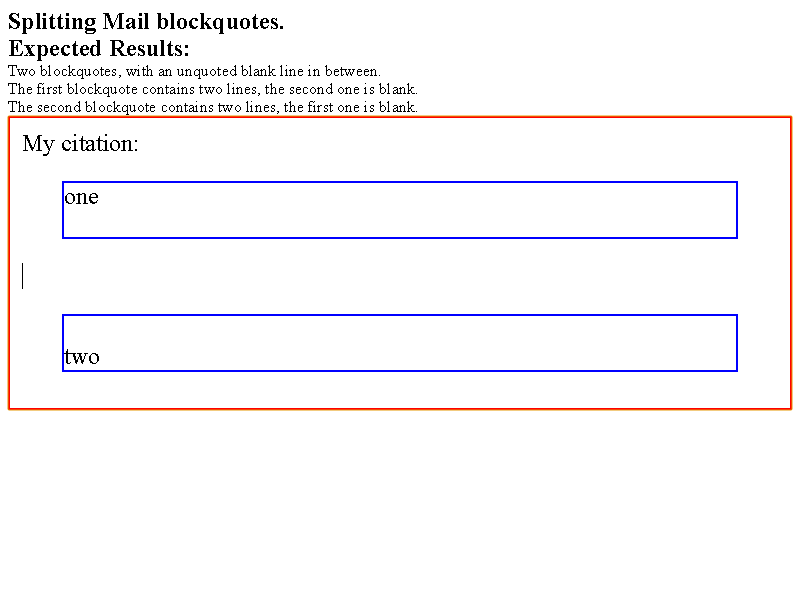 Splitting Mail blockquotes.
Expected Results:
Two blockquotes, with an unquoted blank line in between.
The first blockquote contains two lines, the second one is blank.
The second blockquote contains two lines, the first one is blank.
My citation:
one
two